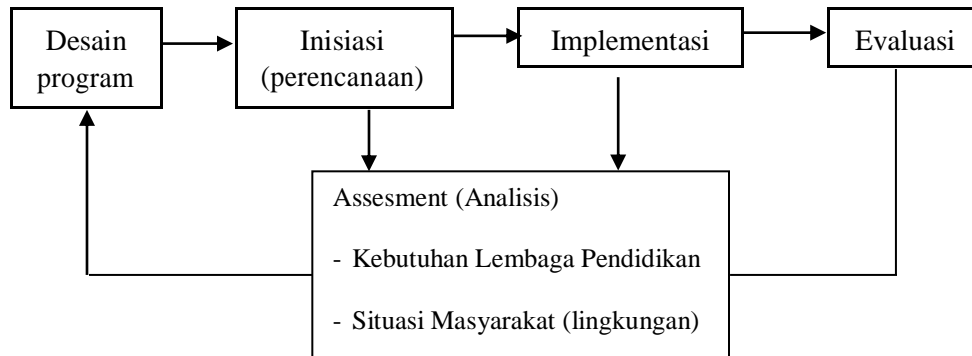 Desain
program
Inisiasi
(perencanaan)
Implementasi
Evaluasi
Assesment (Analisis)
- Kebutuhan Lembaga Pendidikan
- Situasi Masyarakat (lingkungan)